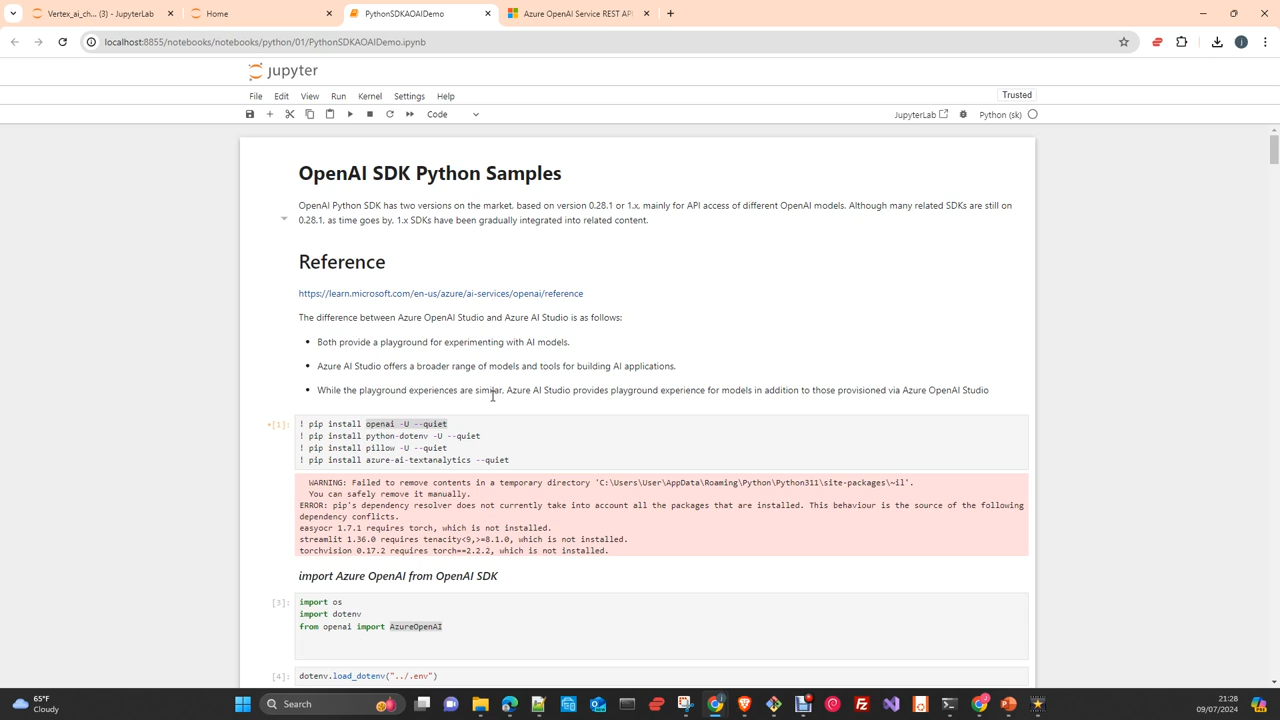 Vertex_ai_ch... (3) - JupyterLab
Home
PythonSDKAOAIDemo
Azure OpenAI Service REST API
localhost:8855/notebooks/notebooks/python/01/PythonSDKAOAIDemo.ipynb
jupyter
File Edit View Run Kernel Settings Help
Trusted
Code
JupyterLab
Python (sk)
OpenAI SDK Python Samples
OpenAI Python SDK has two versions on the market, based on version 0.28.1 or 1.x, mainly for API access of different OpenAI models. Although many related SDKs are still on
0.28.1, as time goes by, 1.x SDKs have been gradually integrated into related content.
Reference
https://learn.microsoft.com/en-us/azure/ai-services/openai/reference
The difference between Azure OpenAI Studio and Azure AI Studio is as follows:
• Both provide a playground for experimenting with AI models.
• Azure AI Studio offers a broader range of models and tools for building AI applications.
• While the playground experiences are similar. Azure AI Studio provides playground experience for models in addition to those provisioned via Azure OpenAI Studio
[1]:
! pip install openai -U --quiet
! pip install python-dotenv -U --quiet
! pip install pillow -U --quiet
! pip install azure-ai-textanalytics --quiet
WARNING: Failed to remove contents in a temporary directory 'C:\Users\User\AppData\Roaming\Python\Python311\site-packages\~il'.
You can safely remove it manually.
ERROR: pip's dependency resolver does not currently take into account all the packages that are installed. This behaviour is the source of the following
dependency conflicts.
easyocr 1.7.1 requires torch, which is not installed.
streamlit 1.36.0 requires tenacity<9,>=8.1.0, which is not installed.
torchvision 0.17.2 requires torch==2.2.2, which is not installed.
import Azure OpenAI from OpenAI SDK
[3]:
import os
import dotenv
from openai import AzureOpenAI
[4]:
dotenv.load_dotenv("../.env")
65°F
Cloudy
Search
21:28
09/07/2024